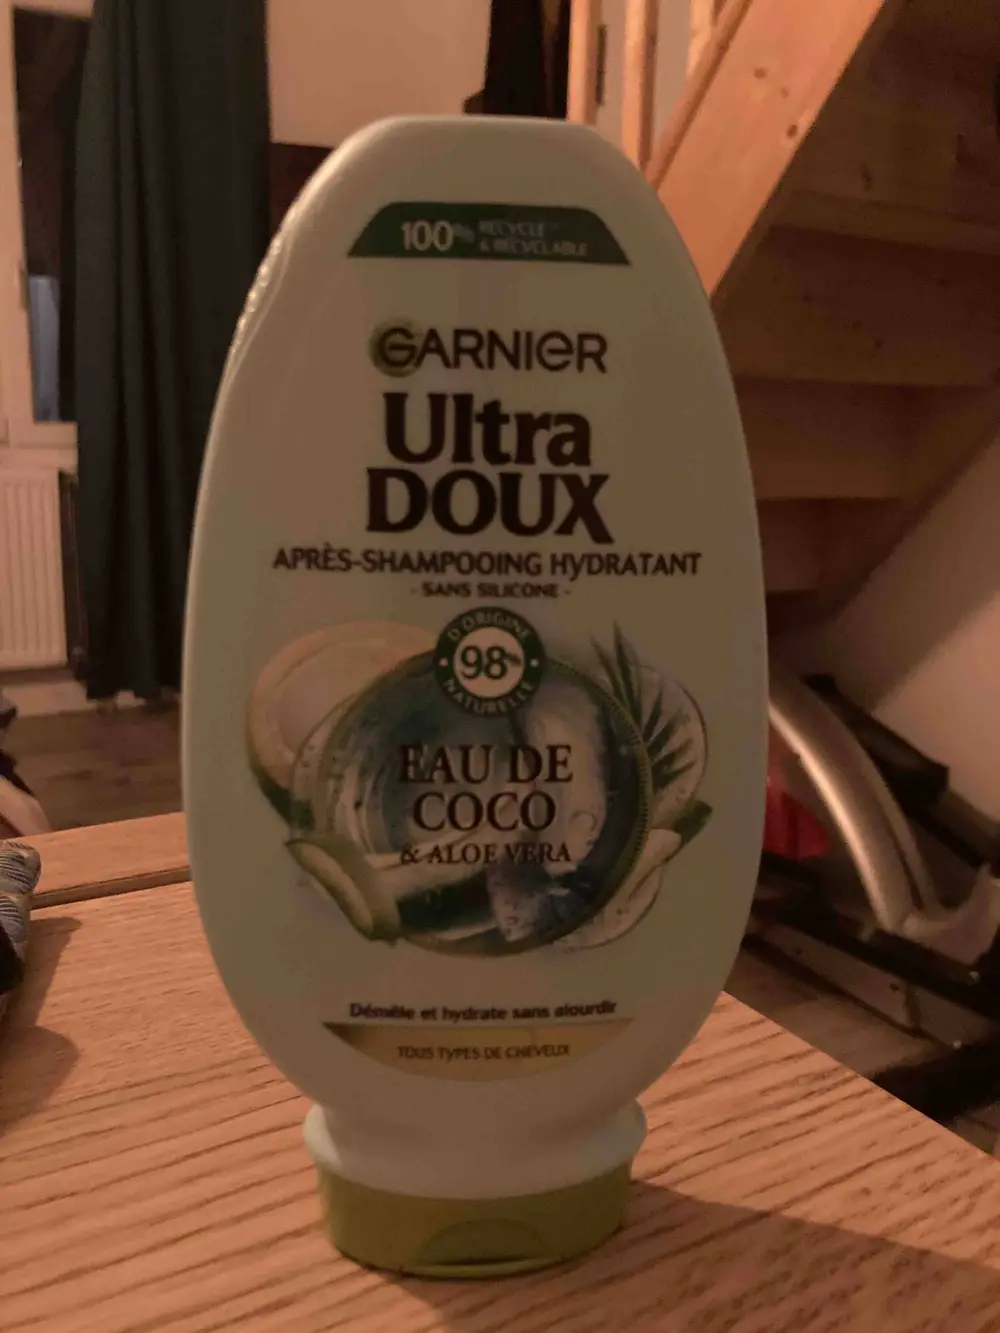 100% RECYCLÉ
& RECYCLABLE
GARNIER
Ultra
DOUX
APRÈS-SHAMPOOING HYDRATANT
- SANS SILICONE -
D'ORIGINE
98%
NATURELLE
EAU DE
COCO
& ALOE VERA
Démêle et hydrate sans alourdir
TOUS TYPES DE CHEVEUX